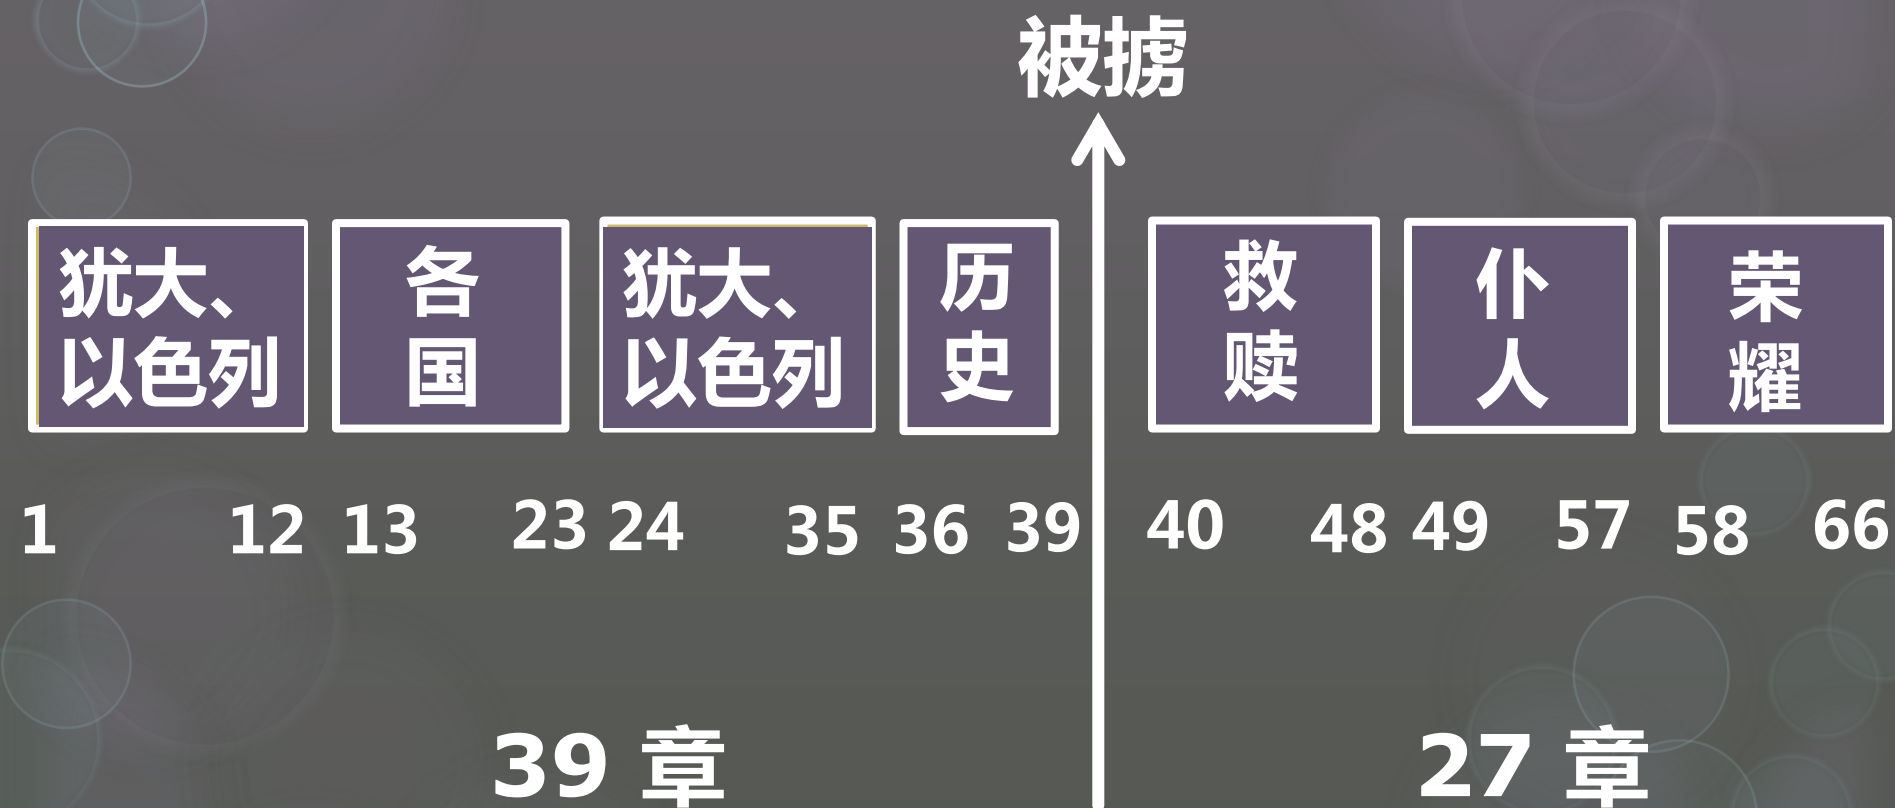 被掳
犹大、
以色列
各
国
犹大、
以色列
历
史
救
赎
仆
人
荣
耀
1 12 13 23 24 35 36 39 40 48 49 57 58 66
39 章 27 章